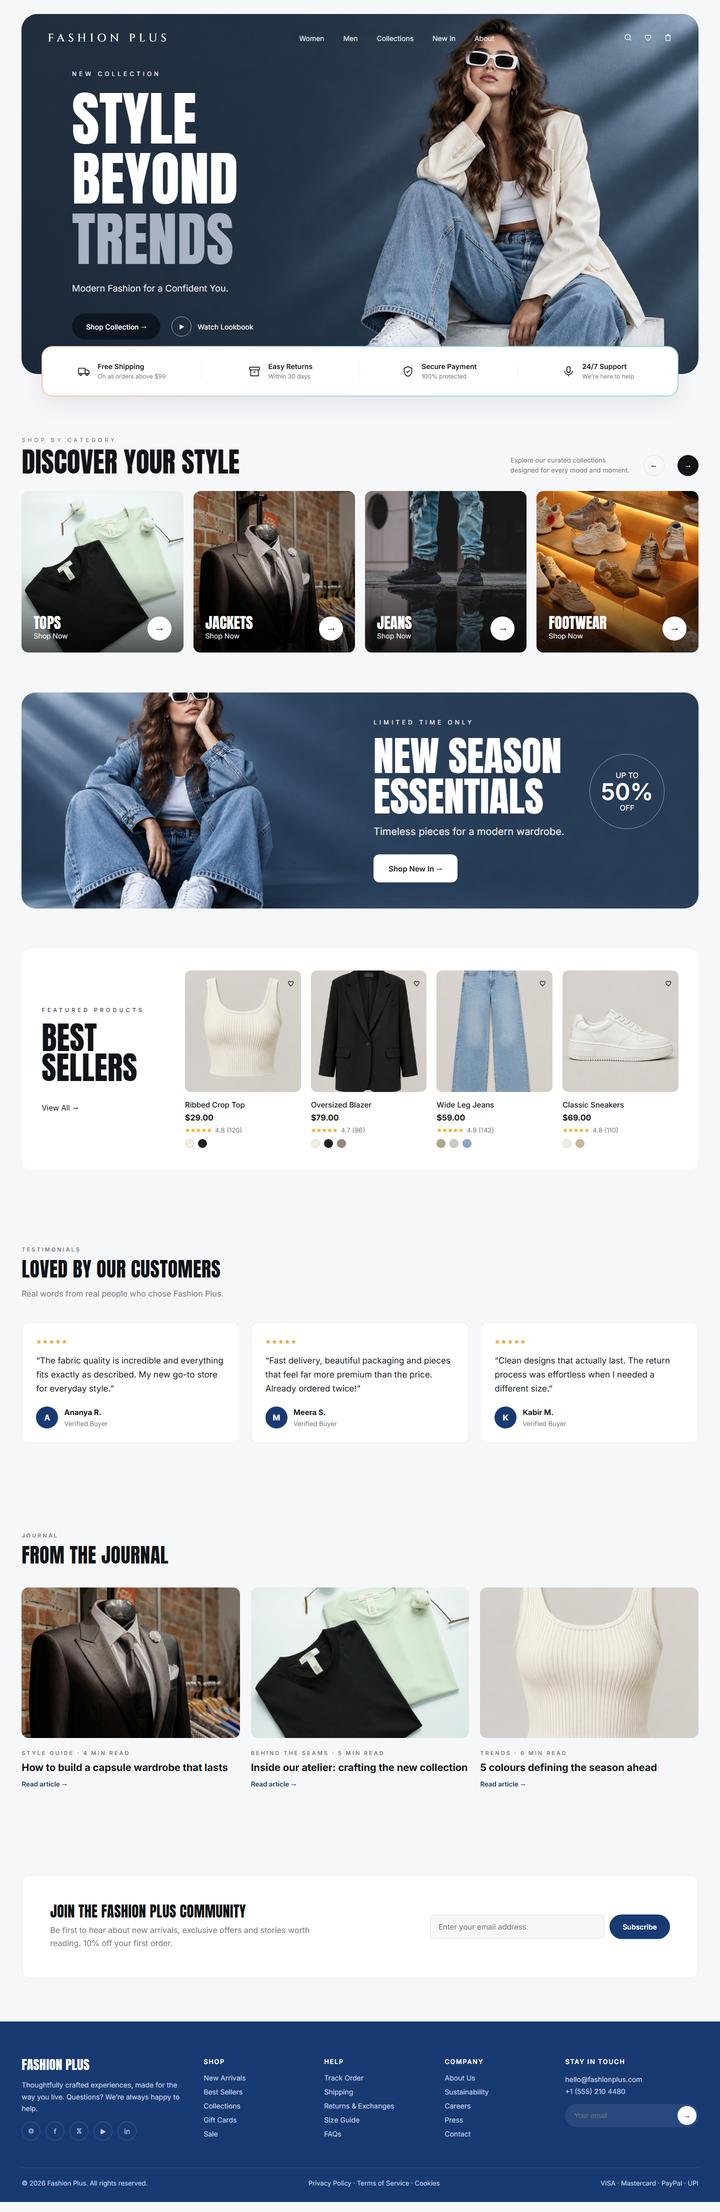 FASHION PLUS
Women Men Collections New In About
NEW COLLECTION
STYLE
BEYOND
TRENDS
Modern Fashion for a Confident You.
Shop Collection →
Watch Lookbook
Free Shipping
On all orders above $99
Easy Returns
Within 30 days
Secure Payment
100% protected
24/7 Support
We're here to help
SHOP BY CATEGORY
DISCOVER YOUR STYLE
Explore our curated collections
designed for every mood and moment.
← →
TOPS
Shop Now
→
JACKETS
Shop Now
→
JEANS
Shop Now
→
FOOTWEAR
Shop Now
→
LIMITED TIME ONLY
NEW SEASON
ESSENTIALS
Timeless pieces for a modern wardrobe.
Shop New In →
UP TO
50%
OFF
FEATURED PRODUCTS
BEST
SELLERS
View All →
Ribbed Crop Top
$29.00
★★★★★ 4.8 (120)
Oversized Blazer
$79.00
★★★★★ 4.7 (96)
Wide Leg Jeans
$59.00
★★★★★ 4.9 (142)
Classic Sneakers
$69.00
★★★★★ 4.8 (110)
TESTIMONIALS
LOVED BY OUR CUSTOMERS
Real words from real people who chose Fashion Plus.
★★★★★
“The fabric quality is incredible and everything
fits exactly as described. My new go-to store
for everyday style.”
A
Ananya R.
Verified Buyer
★★★★★
“Fast delivery, beautiful packaging and pieces
that feel far more premium than the price.
Already ordered twice!”
M
Meera S.
Verified Buyer
★★★★★
“Clean designs that actually last. The return
process was effortless when I needed a
different size.”
K
Kabir M.
Verified Buyer
JOURNAL
FROM THE JOURNAL
STYLE GUIDE · 4 MIN READ
How to build a capsule wardrobe that lasts
Read article →
BEHIND THE SEAMS · 5 MIN READ
Inside our atelier: crafting the new collection
Read article →
TRENDS · 6 MIN READ
5 colours defining the season ahead
Read article →
JOIN THE FASHION PLUS COMMUNITY
Be first to hear about new arrivals, exclusive offers and stories worth
reading. 10% off your first order.
Enter your email address
Subscribe
FASHION PLUS
Thoughtfully crafted experiences, made for the
way you live. Questions? We're always happy to
help.
f 𝕏 ▶ in
SHOP
New Arrivals
Best Sellers
Collections
Gift Cards
Sale
HELP
Track Order
Shipping
Returns & Exchanges
Size Guide
FAQs
COMPANY
About Us
Sustainability
Careers
Press
Contact
STAY IN TOUCH
hello@fashionplus.com
+1 (555) 210 4480
Your email
→
© 2026 Fashion Plus. All rights reserved.
Privacy Policy · Terms of Service · Cookies
VISA · Mastercard · PayPal · UPI